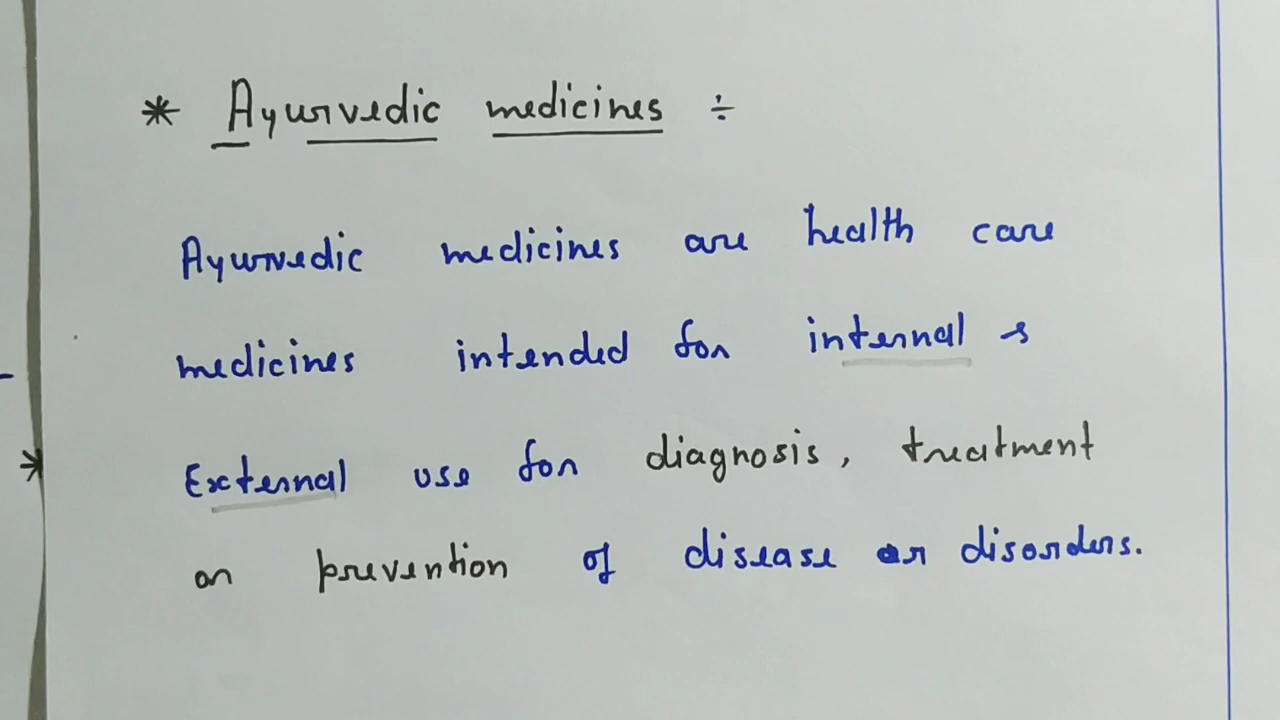 * Ayurvedic medicines ÷
Ayurvedic medicines are health care
medicines intended for internal &
External use for diagnosis, treatment
or prevention of disease or disorders.